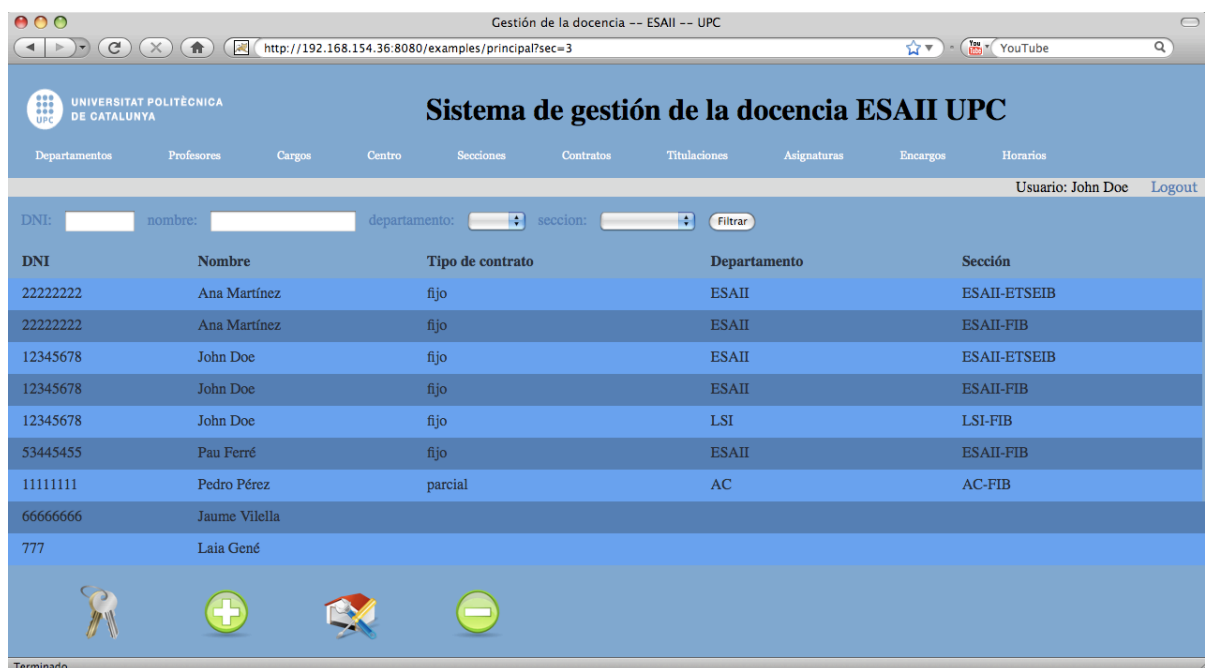 Gestión de la docencia -- ESAII -- UPC
http://192.168.154.36:8080/examples/principal?sec=3 You Tube YouTube
UPC UNIVERSITAT POLITÈCNICA
DE CATALUNYA
Sistema de gestión de la docencia ESAII UPC
Departamentos Profesores Cargos Centro Secciones Contratos Titulaciones Asignaturas Encargos Horarios
Usuario: John Doe Logout
DNI: nombre: departamento: seccion: Filtrar
DNI Nombre Tipo de contrato Departamento Sección
22222222 Ana Martínez fijo ESAII ESAII-ETSEIB
22222222 Ana Martínez fijo ESAII ESAII-FIB
12345678 John Doe fijo ESAII ESAII-ETSEIB
12345678 John Doe fijo ESAII ESAII-FIB
12345678 John Doe fijo LSI LSI-FIB
53445455 Pau Ferré fijo ESAII ESAII-FIB
11111111 Pedro Pérez parcial AC AC-FIB
66666666 Jaume Vilella
777 Laia Gené
Terminado